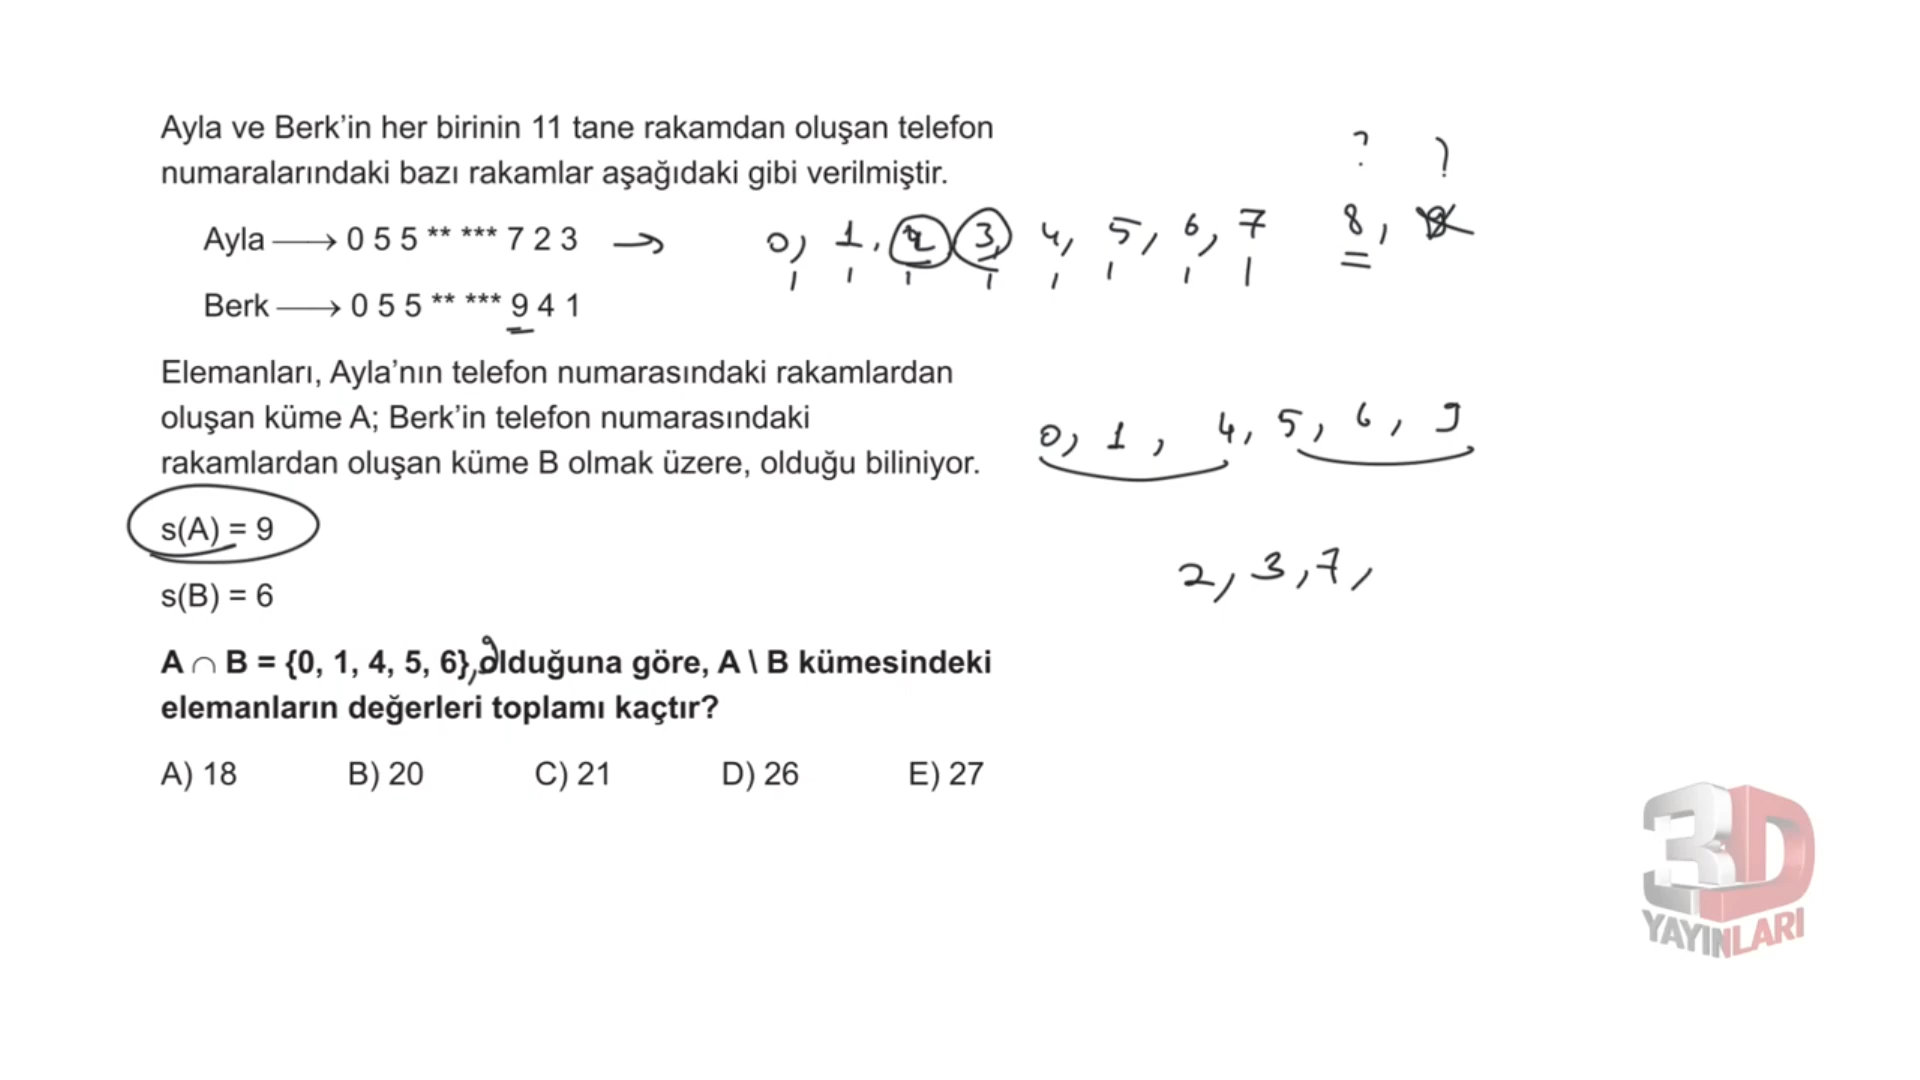 Ayla ve Berk'in her birinin 11 tane rakamdan oluşan telefon
numaralarındaki bazı rakamlar aşağıdaki gibi verilmiştir.
? ?
Ayla → 0 5 5 ** *** 7 2 3 → 0, 1, 2 3, 4, 5, 6, 7 8,
Berk → 0 5 5 ** *** 9 4 1
Elemanları, Ayla'nın telefon numarasındaki rakamlardan
oluşan küme A; Berk'in telefon numarasındaki
rakamlardan oluşan küme B olmak üzere, olduğu biliniyor.
0, 1, 4, 5, 6, 9
s(A) = 9
2, 3, 7,
s(B) = 6
A ∩ B = {0, 1, 4, 5, 6}, olduğuna göre, A \ B kümesindeki
elemanların değerleri toplamı kaçtır?
A) 18 B) 20 C) 21 D) 26 E) 27
3D
YAYINLARI